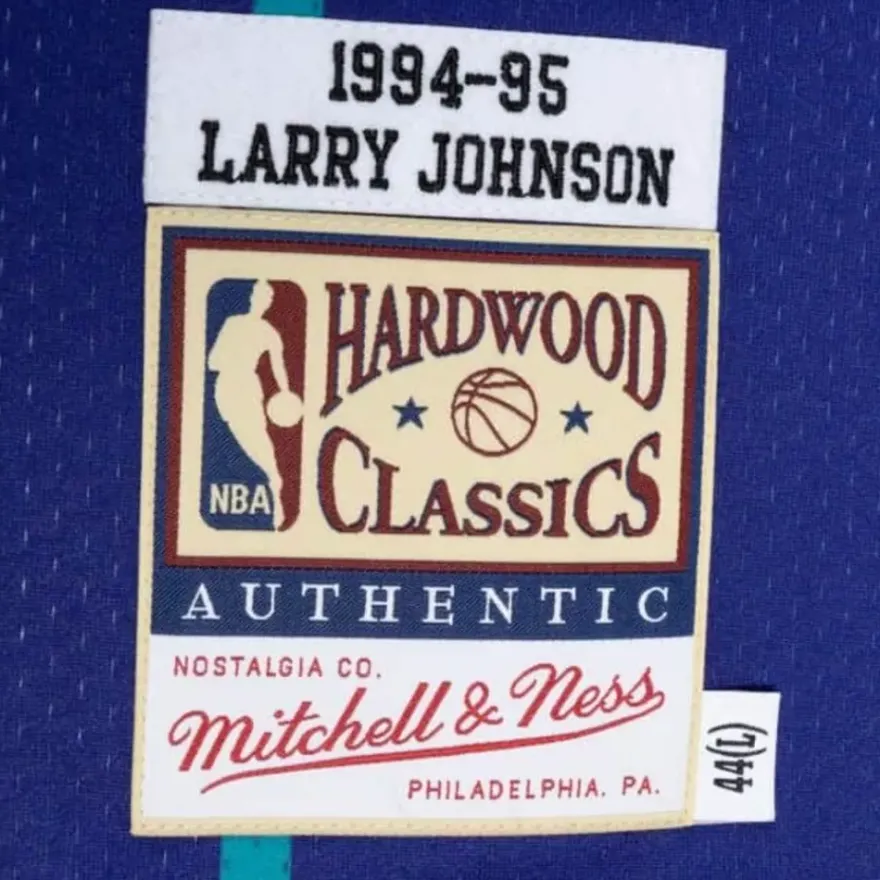 1994-95
LARRY JOHNSON
HARDWOOD
CLASSICS
NBA
AUTHENTIC
NOSTALGIA CO.
Mitchell & Ness
PHILADELPHIA. PA.
44(L)